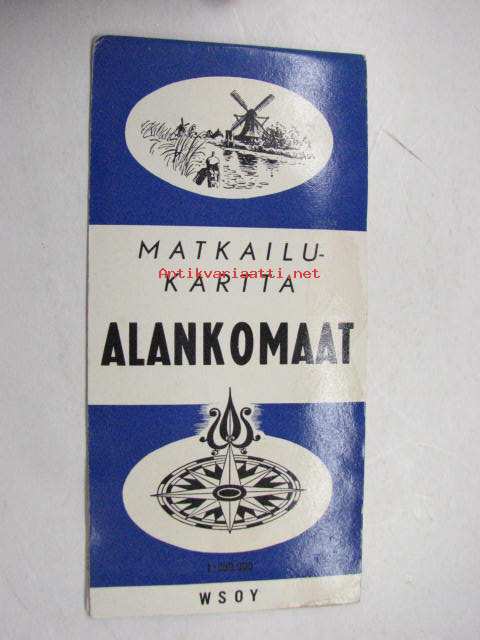 MATKAILU-
Antikvariaatti.net
KARTTA
ALANKOMAAT
WSOY